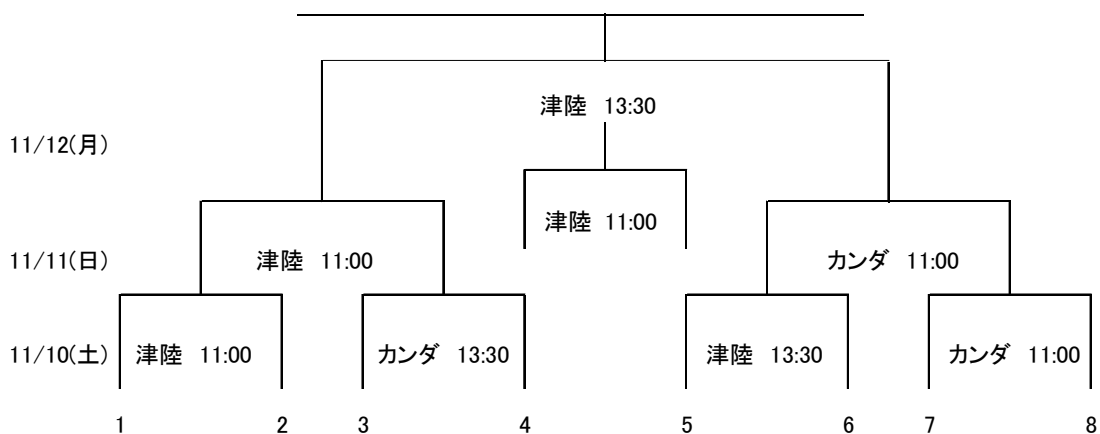 津陸 13:30
11/12(月)
津陸 11:00
11/11(日) 津陸 11:00 カンダ 11:00
11/10(土) 津陸 11:00 カンダ 13:30 津陸 13:30 カンダ 11:00
1 2 3 4 5 6 7 8